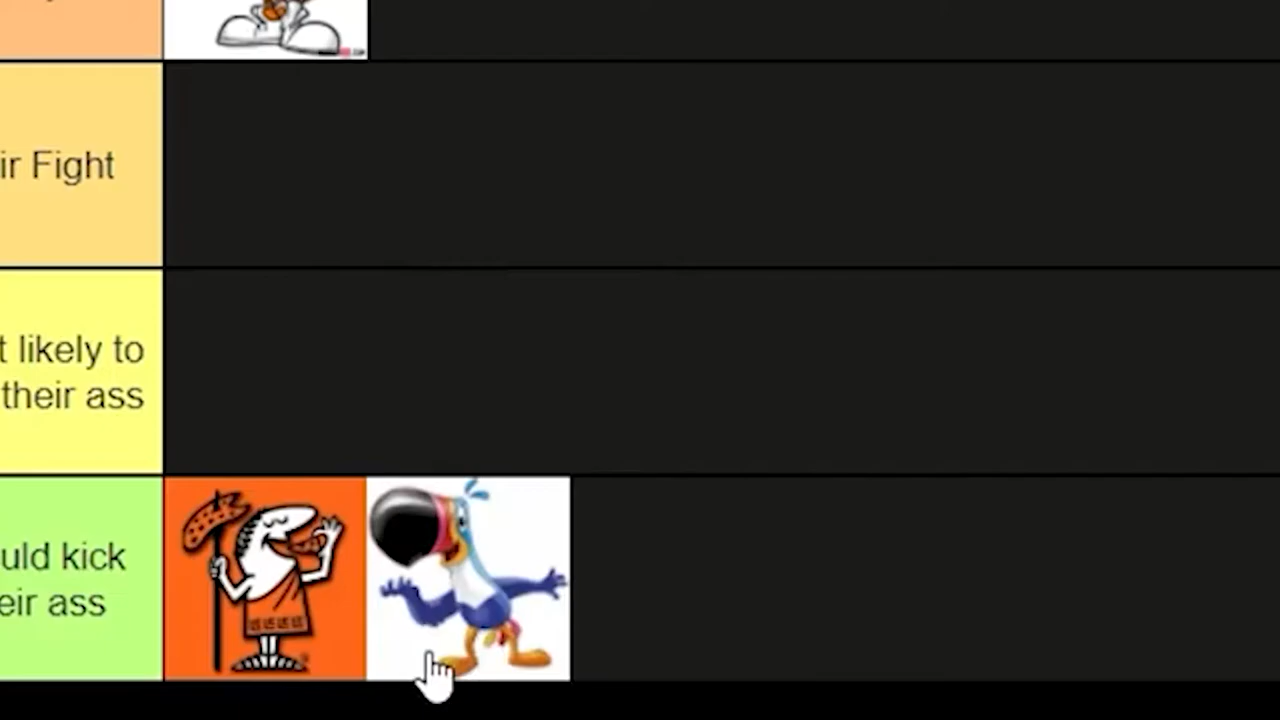 ir Fight
t likely to
their ass
uld kick
eir ass